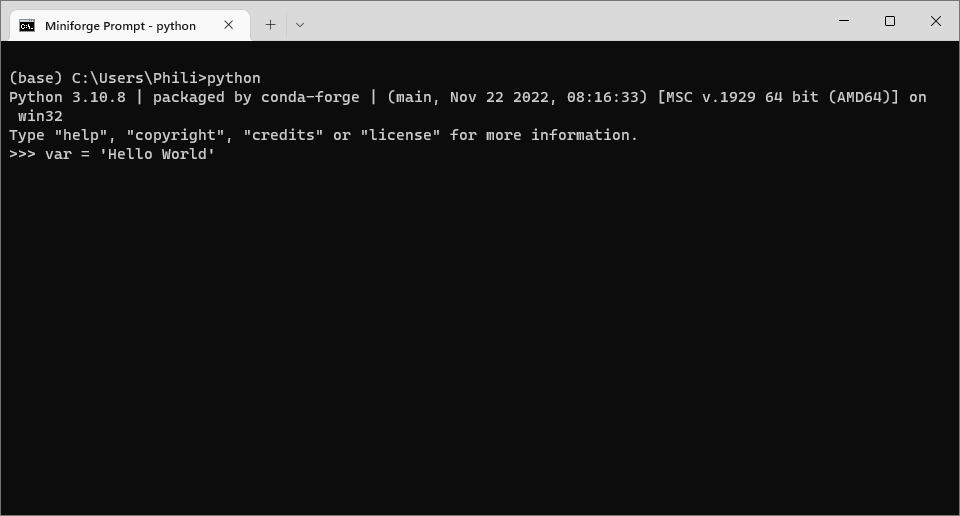 Miniforge Prompt - python
(base) C:\Users\Phili>python
Python 3.10.8 | packaged by conda-forge | (main, Nov 22 2022, 08:16:33) [MSC v.1929 64 bit (AMD64)] on
win32
Type "help", "copyright", "credits" or "license" for more information.
>>> var = 'Hello World'